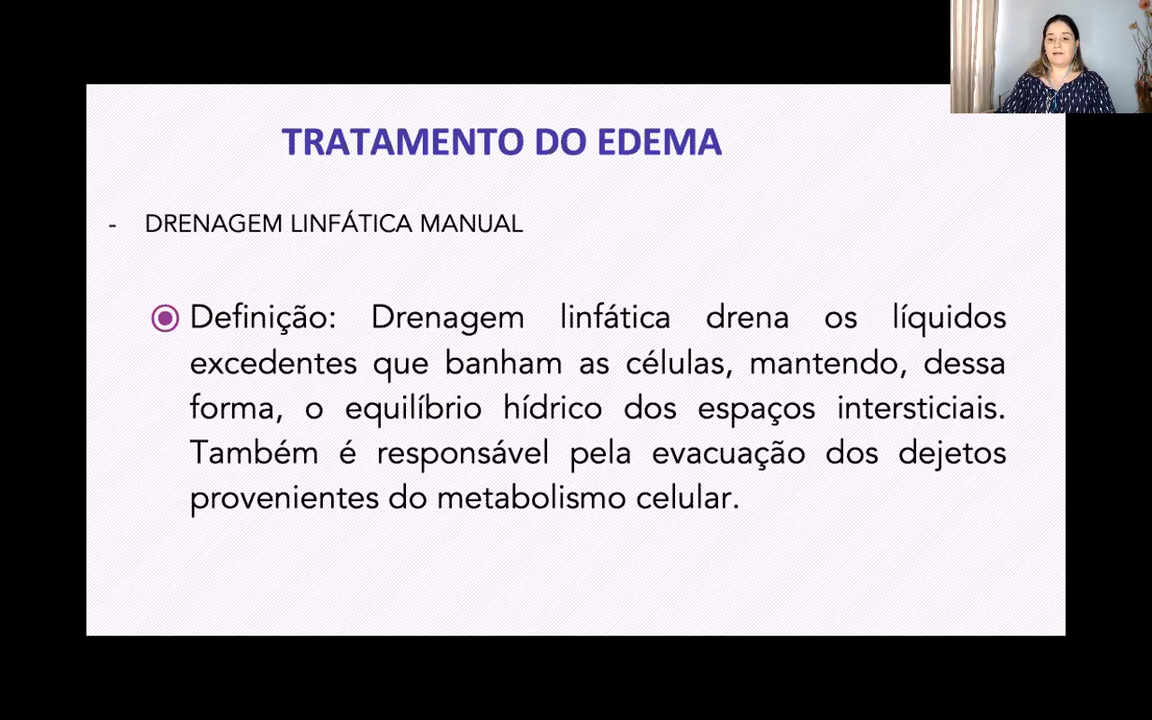 TRATAMENTO DO EDEMA
- DRENAGEM LINFÁTICA MANUAL
Definição: Drenagem linfática drena os líquidos
excedentes que banham as células, mantendo, dessa
forma, o equilíbrio hídrico dos espaços intersticiais.
Também é responsável pela evacuação dos dejetos
provenientes do metabolismo celular.